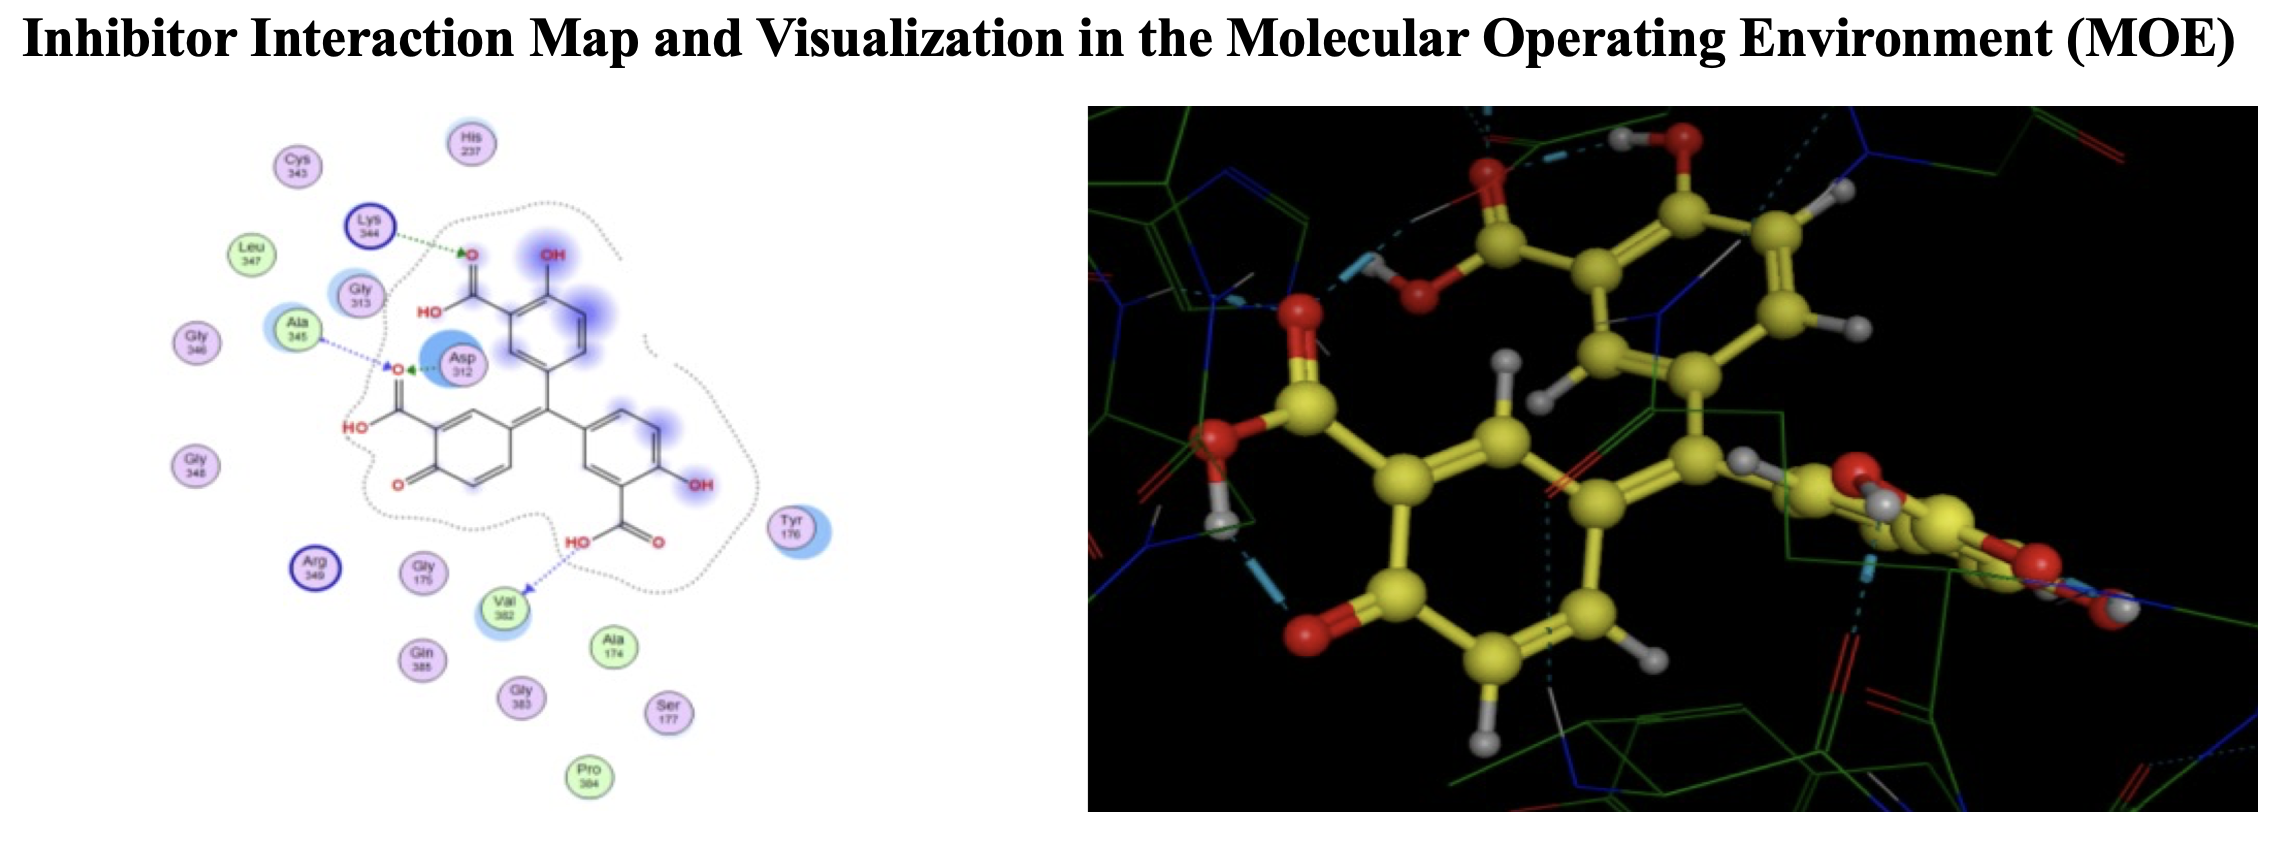 Inhibitor Interaction Map and Visualization in the Molecular Operating Environment (MOE)
His
237
Cys
343
Lys
344
Leu
347
O
OH
Gly
313
HO
Ala
345
Gly
346
Asp
312
O
HO
Gly
348
O
OH
Tyr
176
HO
O
Arg
349
Gly
175
Val
382
Ala
174
Gln
385
Gly
383
Ser
177
Pro
384